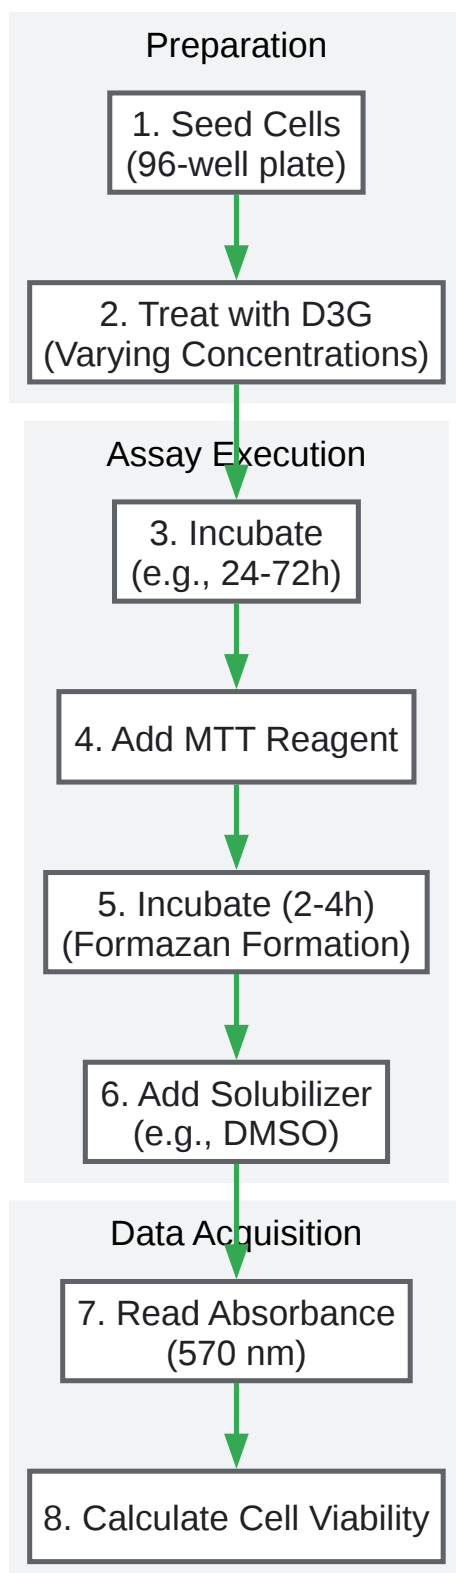 Preparation
1. Seed Cells
(96-well plate)
2. Treat with D3G
(Varying Concentrations)
Assay Execution
3. Incubate
(e.g., 24-72h)
4. Add MTT Reagent
5. Incubate (2-4h)
(Formazan Formation)
6. Add Solubilizer
(e.g., DMSO)
Data Acquisition
7. Read Absorbance
(570 nm)
8. Calculate Cell Viability